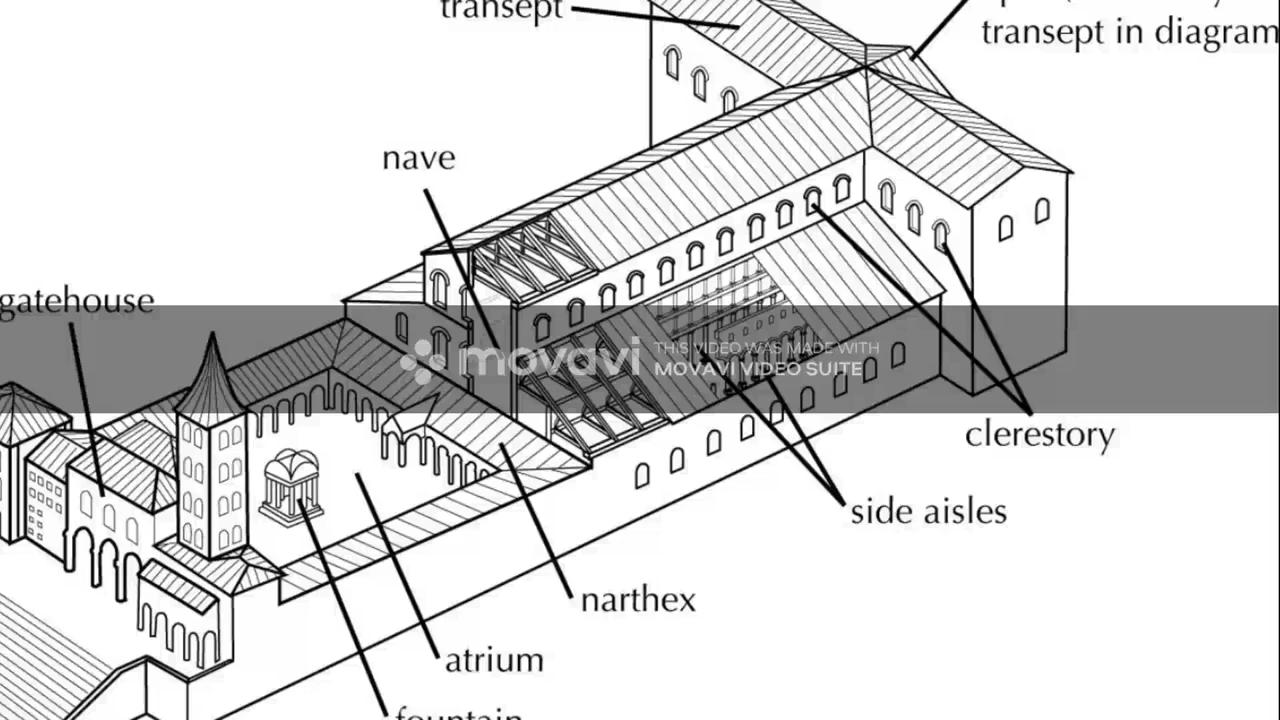 transept
transept in diagram
nave
gatehouse
movavi
THIS VIDEO WAS MADE WITH
MOVAVI VIDEO SUITE
clerestory
side aisles
narthex
atrium
fountain